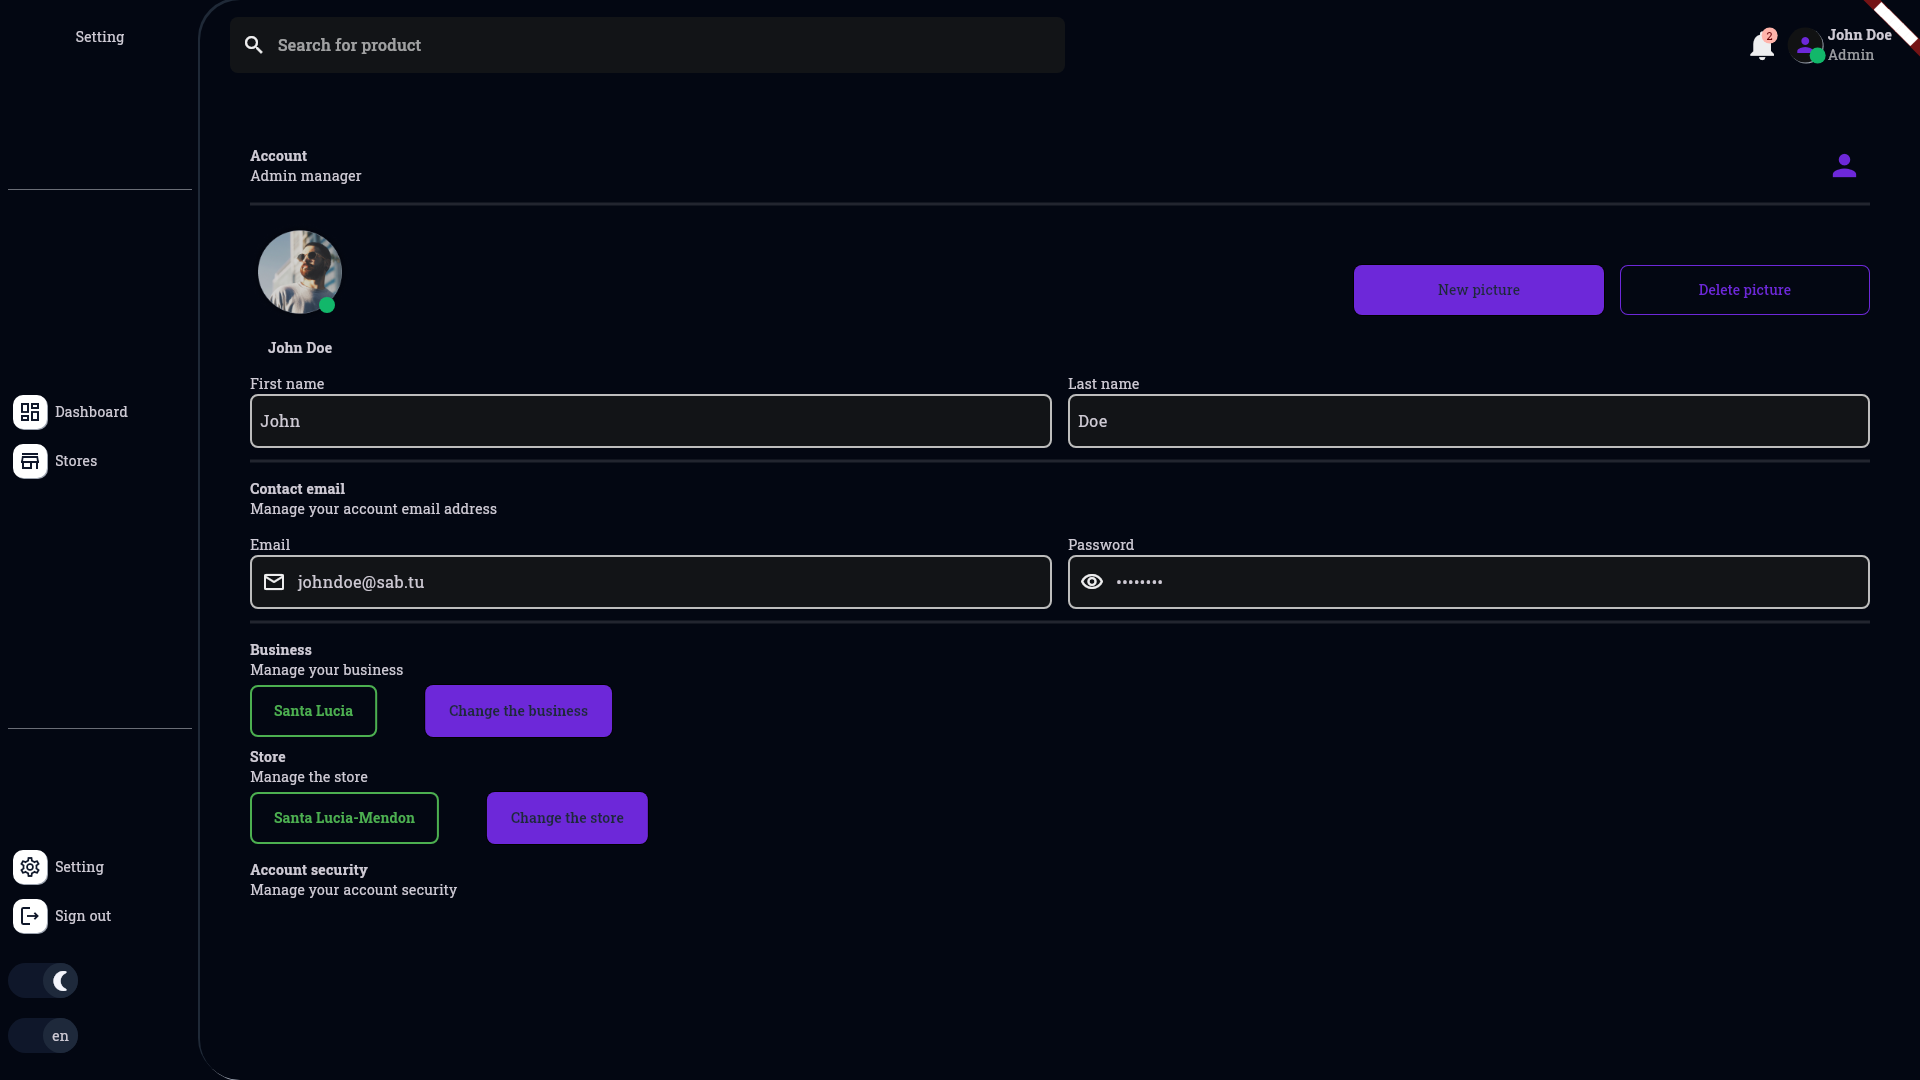 Setting
Search for product
2
John Doe
Admin
Account
Admin manager
New picture
Delete picture
John Doe
First name
Last name
John
Doe
Dashboard
Stores
Contact email
Manage your account email address
Email
Password
johndoe@sab.tu
••••••••
Business
Manage your business
Santa Lucia
Change the business
Store
Manage the store
Santa Lucia-Mendon
Change the store
Account security
Manage your account security
Setting
Sign out
en